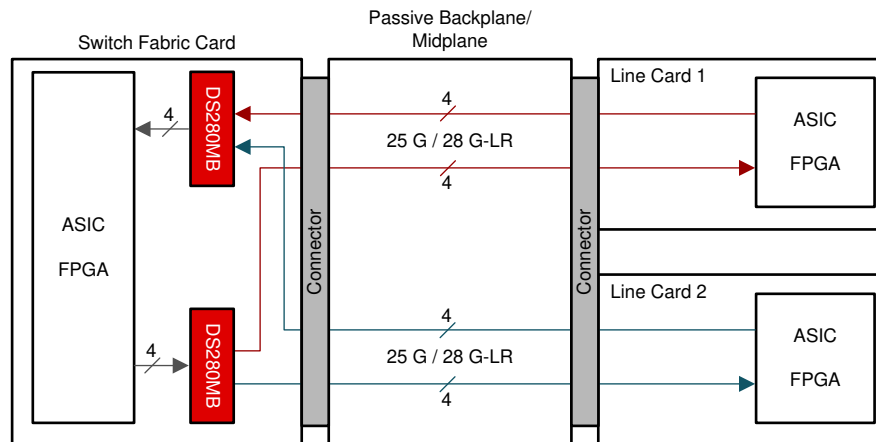 Passive Backplane/
Midplane
Switch Fabric Card
Line Card 1
DS280MB
4
4
ASIC
FPGA
25 G / 28 G-LR
4
ASIC
FPGA
Connector
Connector
Line Card 2
DS280MB
4
4
ASIC
FPGA
25 G / 28 G-LR
4